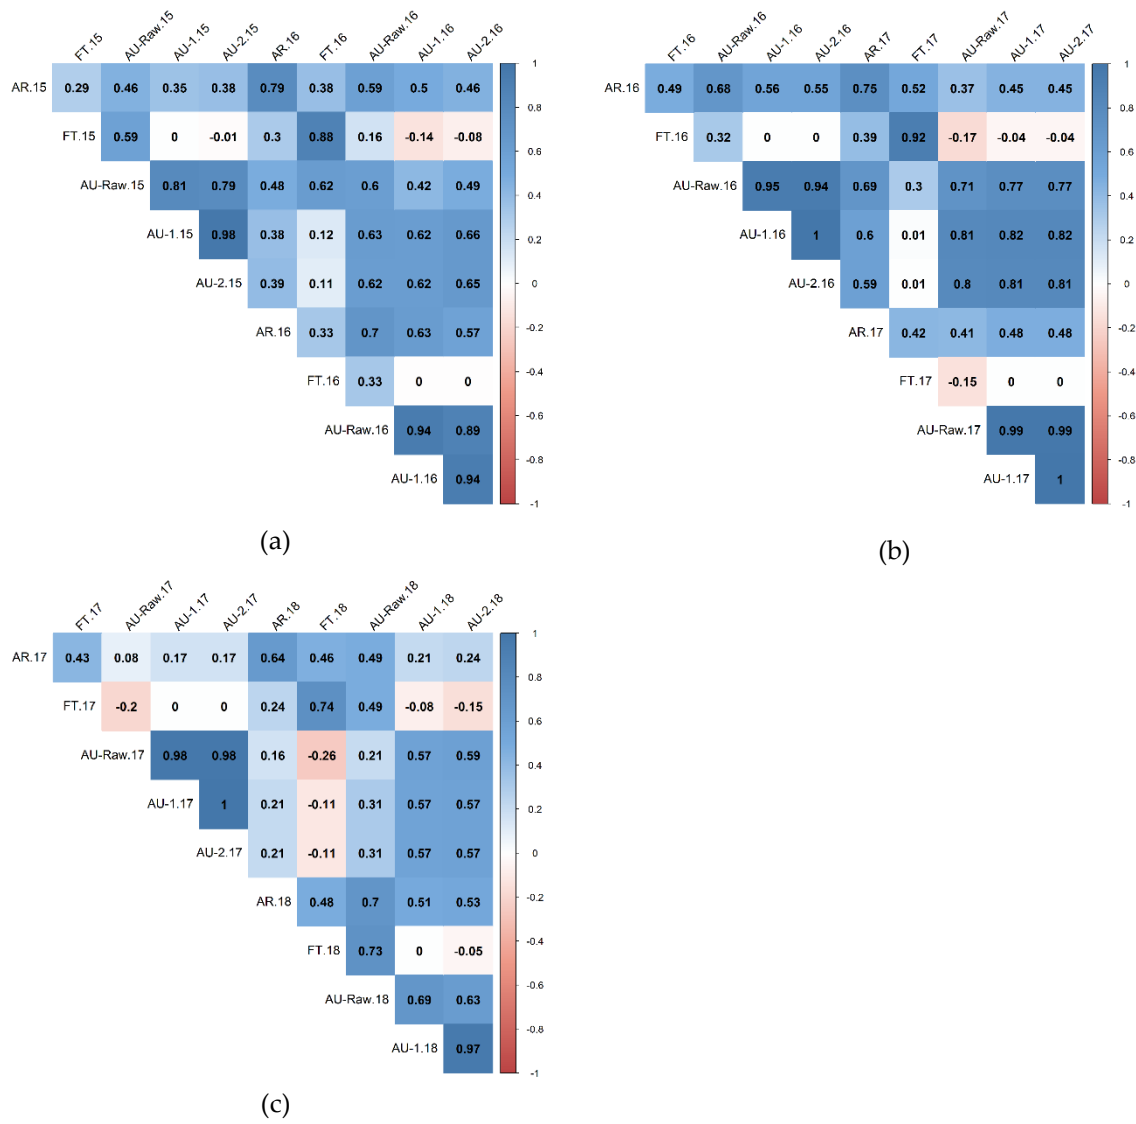 FT.15 AU-Raw.15 AU-1.15 AU-2.15 AR.16 FT.16 AU-Raw.16 AU-1.16 AU-2.16
AR.15 0.29 0.46 0.35 0.38 0.79 0.38 0.59 0.5 0.46
FT.15 0.59 0 -0.01 0.3 0.88 0.16 -0.14 -0.08
AU-Raw.15 0.81 0.79 0.48 0.62 0.6 0.42 0.49
AU-1.15 0.98 0.38 0.12 0.63 0.62 0.66
AU-2.15 0.39 0.11 0.62 0.62 0.65
AR.16 0.33 0.7 0.63 0.57
FT.16 0.33 0 0
AU-Raw.16 0.94 0.89
AU-1.16 0.94
1
0.8
0.6
0.4
0.2
0
-0.2
-0.4
-0.6
-0.8
-1
(a)
FT.16 AU-Raw.16 AU-1.16 AU-2.16 AR.17 FT.17 AU-Raw.17 AU-1.17 AU-2.17
AR.16 0.49 0.68 0.56 0.55 0.75 0.52 0.37 0.45 0.45
FT.16 0.32 0 0 0.39 0.92 -0.17 -0.04 -0.04
AU-Raw.16 0.95 0.94 0.69 0.3 0.71 0.77 0.77
AU-1.16 1 0.6 0.01 0.81 0.82 0.82
AU-2.16 0.59 0.01 0.8 0.81 0.81
AR.17 0.42 0.41 0.48 0.48
FT.17 -0.15 0 0
AU-Raw.17 0.99 0.99
AU-1.17 1
1
0.8
0.6
0.4
0.2
0
-0.2
-0.4
-0.6
-0.8
-1
(b)
FT.17 AU-Raw.17 AU-1.17 AU-2.17 AR.18 FT.18 AU-Raw.18 AU-1.18 AU-2.18
AR.17 0.43 0.08 0.17 0.17 0.64 0.46 0.49 0.21 0.24
FT.17 -0.2 0 0 0.24 0.74 0.49 -0.08 -0.15
AU-Raw.17 0.98 0.98 0.16 -0.26 0.21 0.57 0.59
AU-1.17 1 0.21 -0.11 0.31 0.57 0.57
AU-2.17 0.21 -0.11 0.31 0.57 0.57
AR.18 0.48 0.7 0.51 0.53
FT.18 0.73 0 -0.05
AU-Raw.18 0.69 0.63
AU-1.18 0.97
1
0.8
0.6
0.4
0.2
0
-0.2
-0.4
-0.6
-0.8
-1
(c)